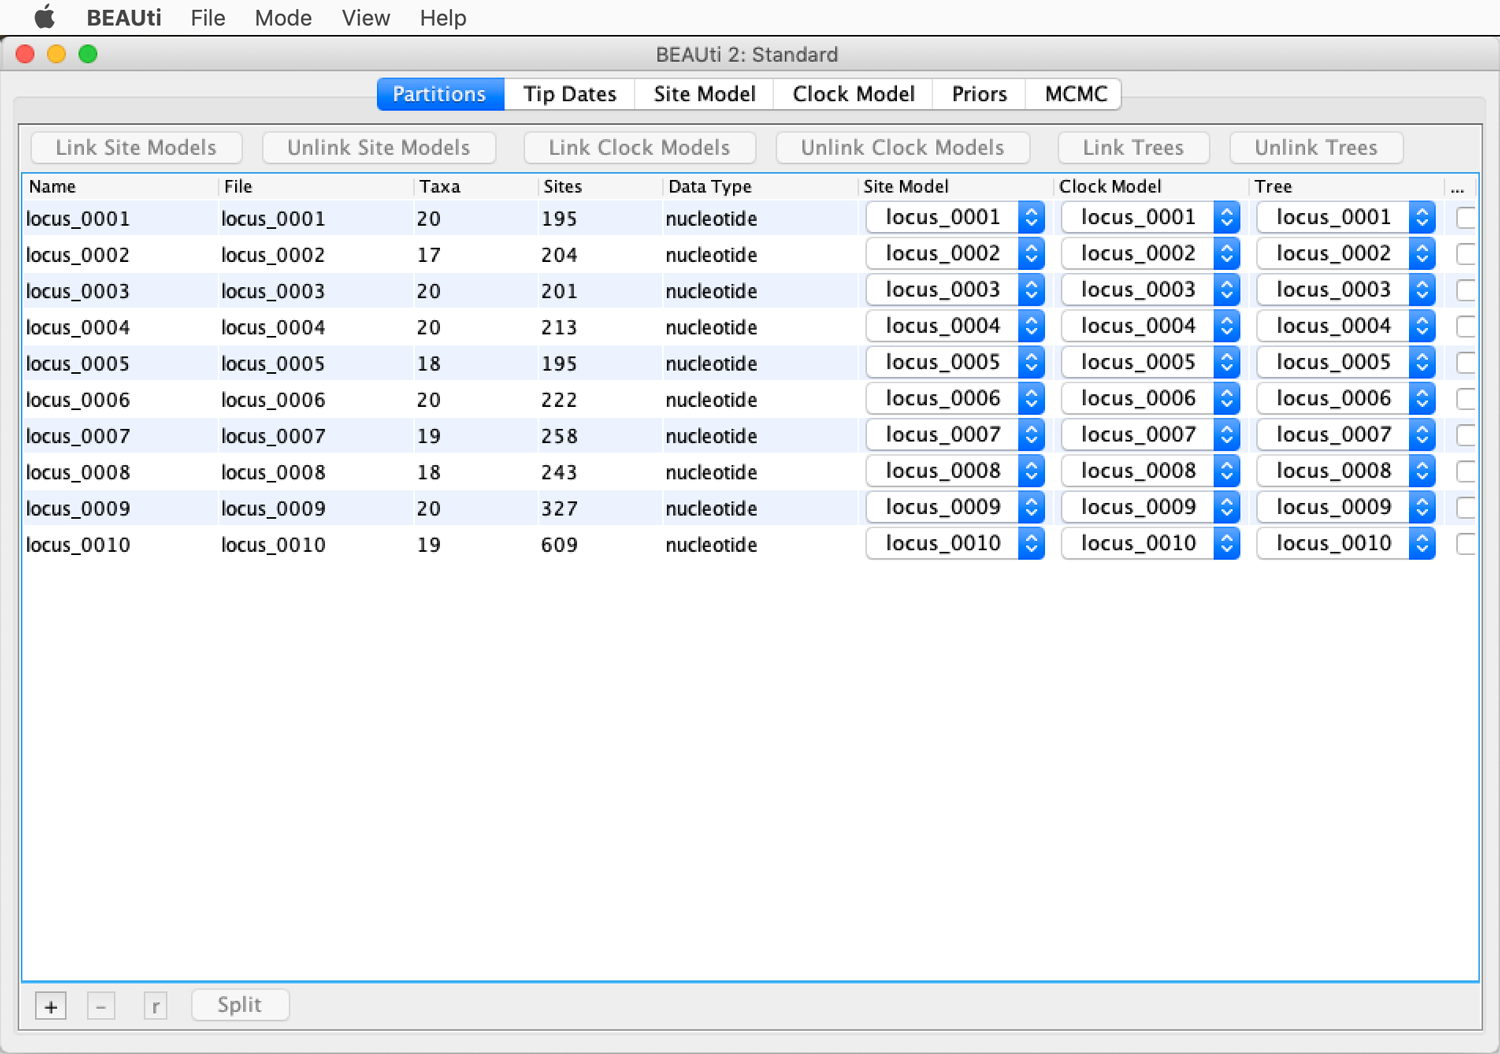 BEAUti File Mode View Help
BEAUti 2: Standard
Partitions Tip Dates Site Model Clock Model Priors MCMC
Link Site Models Unlink Site Models Link Clock Models Unlink Clock Models Link Trees Unlink Trees
Name File Taxa Sites Data Type Site Model Clock Model Tree ...
locus_0001 locus_0001 20 195 nucleotide locus_0001 locus_0001 locus_0001
locus_0002 locus_0002 17 204 nucleotide locus_0002 locus_0002 locus_0002
locus_0003 locus_0003 20 201 nucleotide locus_0003 locus_0003 locus_0003
locus_0004 locus_0004 20 213 nucleotide locus_0004 locus_0004 locus_0004
locus_0005 locus_0005 18 195 nucleotide locus_0005 locus_0005 locus_0005
locus_0006 locus_0006 20 222 nucleotide locus_0006 locus_0006 locus_0006
locus_0007 locus_0007 19 258 nucleotide locus_0007 locus_0007 locus_0007
locus_0008 locus_0008 18 243 nucleotide locus_0008 locus_0008 locus_0008
locus_0009 locus_0009 20 327 nucleotide locus_0009 locus_0009 locus_0009
locus_0010 locus_0010 19 609 nucleotide locus_0010 locus_0010 locus_0010
+ - r Split